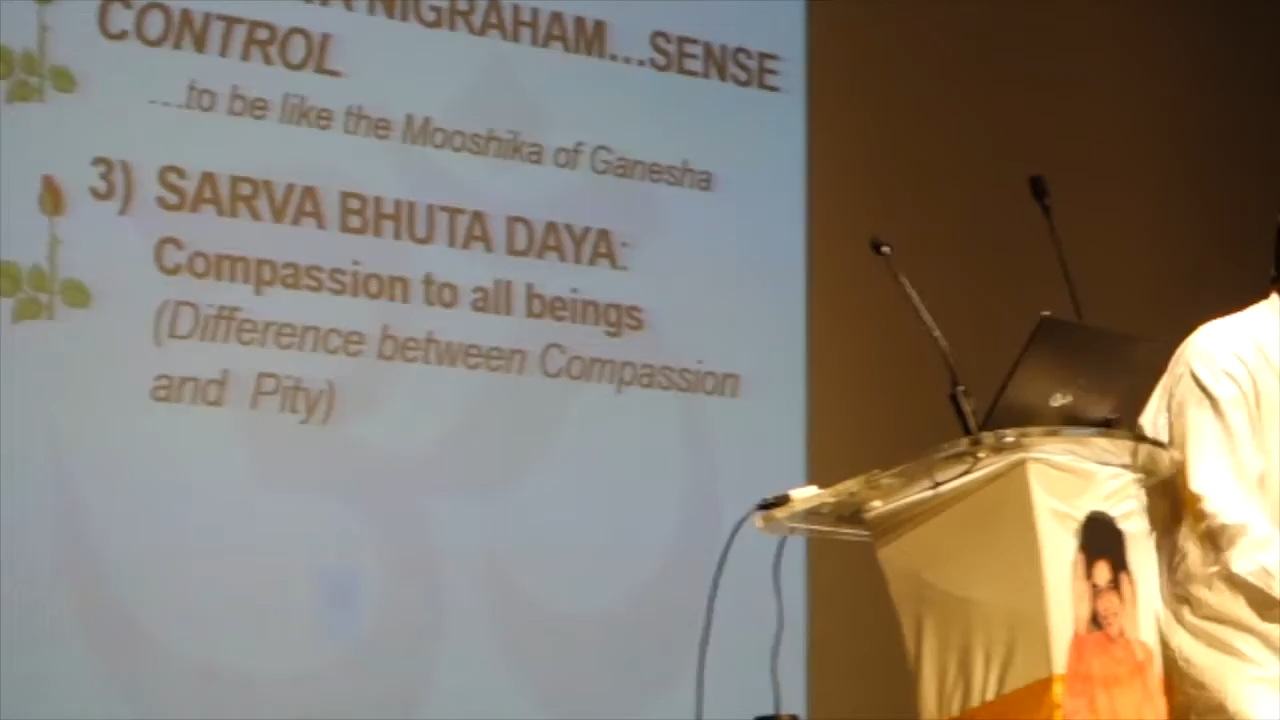 NIGRAHAM...SENSE
CONTROL
...to be like the Mooshika of Ganesha
3) SARVA BHUTA DAYA:
Compassion to all beings
(Difference between Compassion
and Pity)